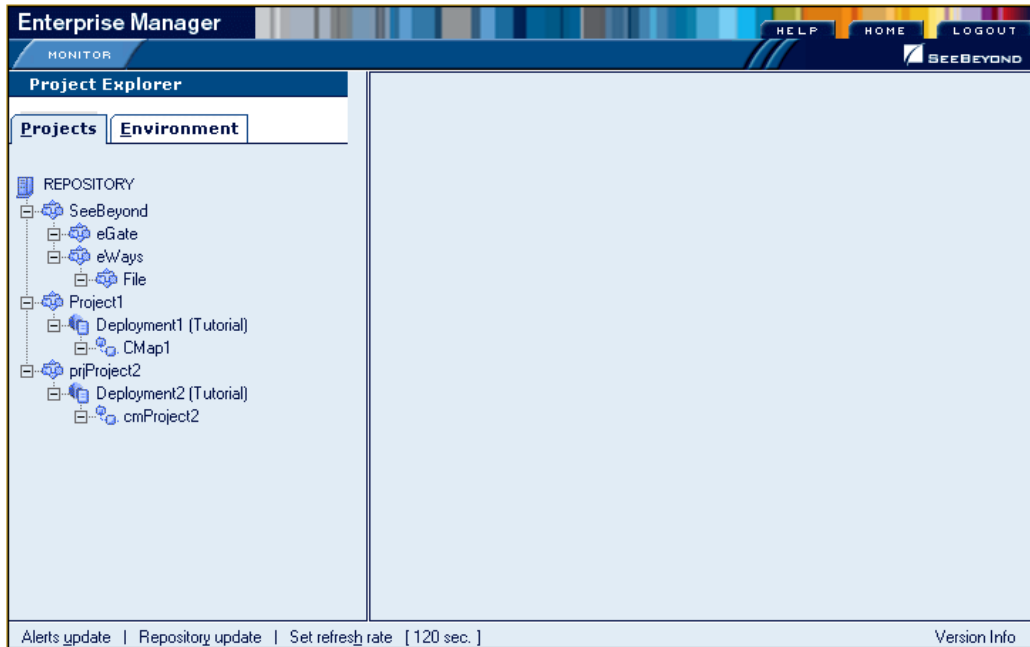 Enterprise Manager
HELP HOME LOGOUT
MONITOR
SEEBEYOND
Project Explorer
Projects Environment
REPOSITORY
SeeBeyond
eGate
eWays
File
Project1
Deployment1 (Tutorial)
CMap1
prjProject2
Deployment2 (Tutorial)
cmProject2
Alerts update | Repository update | Set refresh rate [ 120 sec. ] Version Info